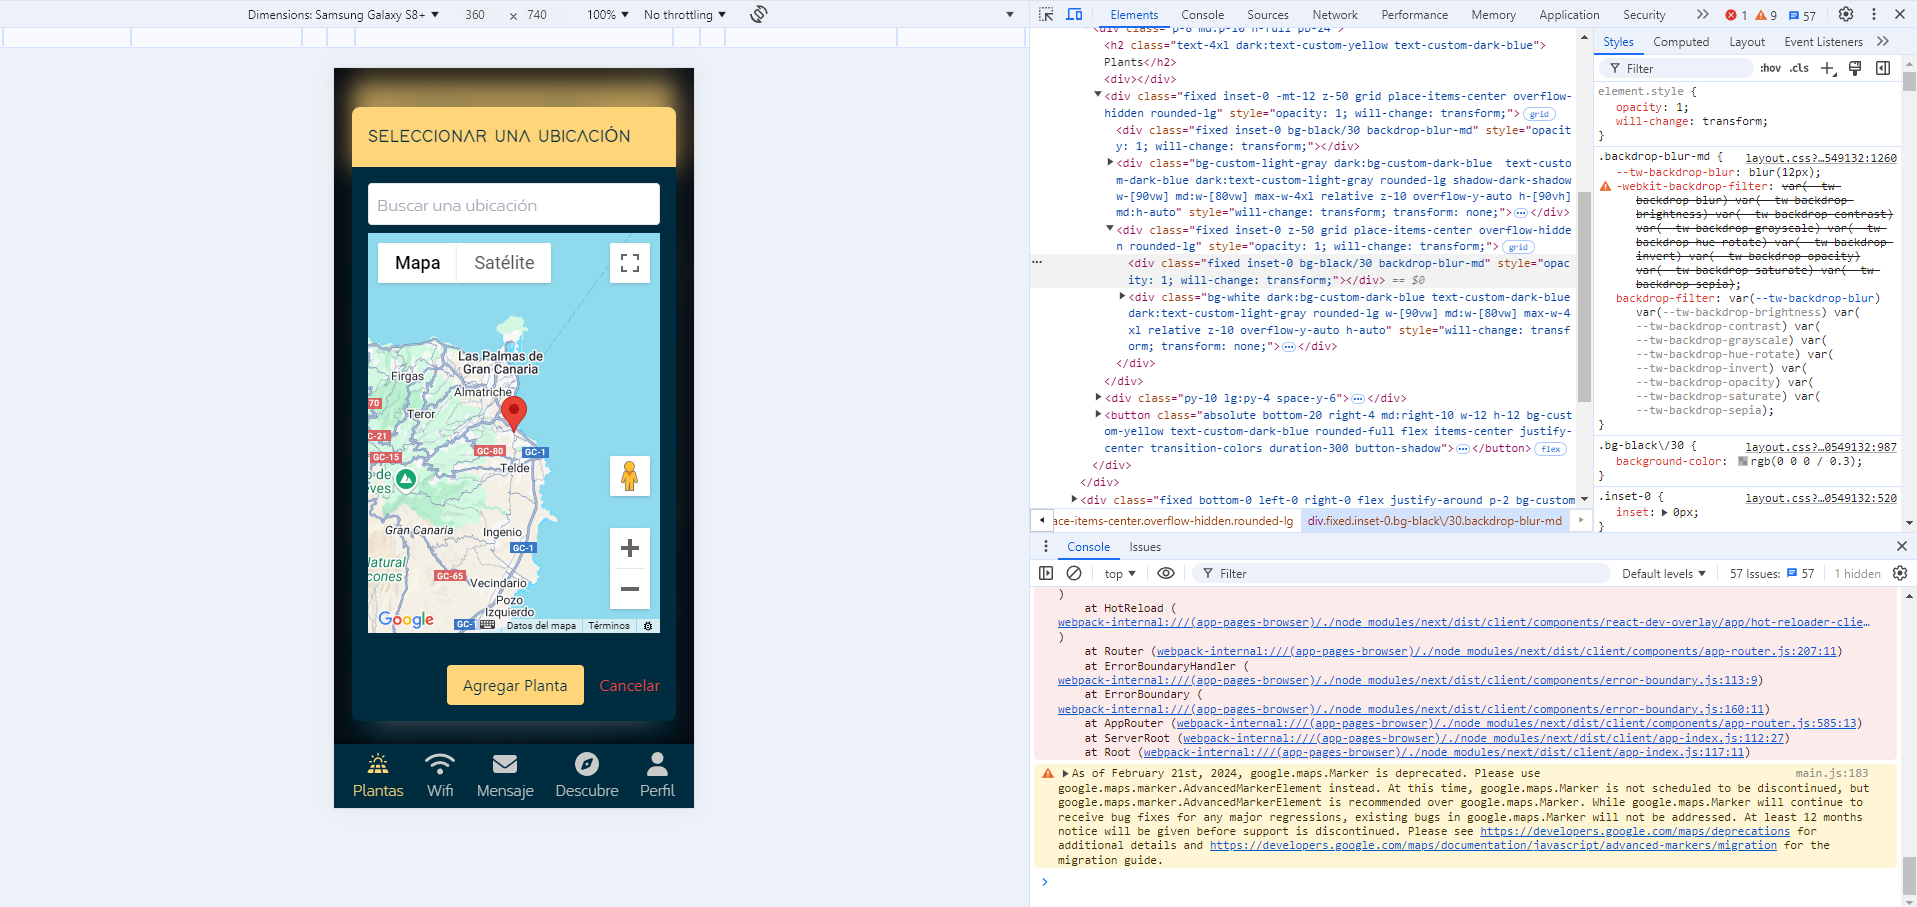 Dimensions: Samsung Galaxy S8+ ▼ 360 × 740 100% ▼ No throttling ▼
SELECCIONAR UNA UBICACIÓN
Buscar una ubicación
Mapa Satélite
Las Palmas de
Gran Canaria
Firgas
Almatriche
70
Teror
GC-21
GC-80 GC-1
GC-15
Telde
Gran Canaria
Ingenio
GC-1
GC-65
Vecindario
Pozo
Izquierdo
Google
GC-1
Datos del mapa Términos
Agregar Planta Cancelar
Plantas Wifi Mensaje Descubre Perfil
Elements Console Sources Network Performance Memory Application Security 1 9 57
<div class="p-8 md:p-10 h-full pb-24">
<h2 class="text-4xl dark:text-custom-yellow text-custom-dark-blue">
Plants</h2>
<div></div>
<div class="fixed inset-0 -mt-12 z-50 grid place-items-center overflow-
hidden rounded-lg" style="opacity: 1; will-change: transform;"> grid
<div class="fixed inset-0 bg-black/30 backdrop-blur-md" style="opacit
y: 1; will-change: transform;"></div>
<div class="bg-custom-light-gray dark:bg-custom-dark-blue  text-custo
m-dark-blue dark:text-custom-light-gray rounded-lg shadow-dark-shadow
w-[90vw] md:w-[80vw] max-w-4xl relative z-10 overflow-y-auto h-[90vh]
md:h-auto" style="will-change: transform; transform: none;"> … </div>
<div class="fixed inset-0 z-50 grid place-items-center overflow-hidde
n rounded-lg" style="opacity: 1; will-change: transform;"> grid
<div class="fixed inset-0 bg-black/30 backdrop-blur-md" style="opac
ity: 1; will-change: transform;"></div> == $0
<div class="bg-white dark:bg-custom-dark-blue text-custom-dark-blue
dark:text-custom-light-gray rounded-lg w-[90vw] md:w-[80vw] max-w-4
xl relative z-10 overflow-y-auto h-auto" style="will-change: transf
orm; transform: none;"> … </div>
</div>
</div>
<div class="py-10 lg:py-4 space-y-6"> … </div>
<button class="absolute bottom-20 right-4 md:right-10 w-12 h-12 bg-cust
om-yellow text-custom-dark-blue rounded-full flex items-center justify-
center transition-colors duration-300 button-shadow"> … </button> flex
</div>
</div>
<div class="fixed bottom-0 left-0 right-0 flex justify-around p-2 bg-custom
ace-items-center.overflow-hidden.rounded-lg div.fixed.inset-0.bg-black\/30.backdrop-blur-md
Styles Computed Layout Event Listeners
Filter :hov .cls
element.style {
opacity: 1;
will-change: transform;
}
.backdrop-blur-md { layout.css?…549132:1260
--tw-backdrop-blur: blur(12px);
-webkit-backdrop-filter: var(--tw-
backdrop-blur) var(--tw-backdrop-
brightness) var(--tw-backdrop-contrast)
var(--tw-backdrop-grayscale) var(--tw-
backdrop-hue-rotate) var(--tw-backdrop-
invert) var(--tw-backdrop-opacity)
var(--tw-backdrop-saturate) var(--tw-
backdrop-sepia);
backdrop-filter: var(--tw-backdrop-blur)
var(--tw-backdrop-brightness) var(
--tw-backdrop-contrast) var(
--tw-backdrop-grayscale) var(
--tw-backdrop-hue-rotate) var(
--tw-backdrop-invert) var(
--tw-backdrop-opacity) var(
--tw-backdrop-saturate) var(
--tw-backdrop-sepia);
}
.bg-black\/30 { layout.css?…0549132:987
background-color: rgb(0 0 0 / 0.3);
}
.inset-0 { layout.css?…0549132:520
inset: 0px;
}
Console Issues
top ▼ Filter Default levels ▼ 57 Issues: 57 1 hidden
)
at HotReload (
webpack-internal:///(app-pages-browser)/./node_modules/next/dist/client/components/react-dev-overlay/app/hot-reloader-clie…
)
at Router (webpack-internal:///(app-pages-browser)/./node_modules/next/dist/client/components/app-router.js:207:11)
at ErrorBoundaryHandler (
webpack-internal:///(app-pages-browser)/./node_modules/next/dist/client/components/error-boundary.js:113:9)
at ErrorBoundary (
webpack-internal:///(app-pages-browser)/./node_modules/next/dist/client/components/error-boundary.js:160:11)
at AppRouter (webpack-internal:///(app-pages-browser)/./node_modules/next/dist/client/components/app-router.js:585:13)
at ServerRoot (webpack-internal:///(app-pages-browser)/./node_modules/next/dist/client/app-index.js:112:27)
at Root (webpack-internal:///(app-pages-browser)/./node_modules/next/dist/client/app-index.js:117:11)
As of February 21st, 2024, google.maps.Marker is deprecated. Please use main.js:183
google.maps.marker.AdvancedMarkerElement instead. At this time, google.maps.Marker is not scheduled to be discontinued, but
google.maps.marker.AdvancedMarkerElement is recommended over google.maps.Marker. While google.maps.Marker will continue to
receive bug fixes for any major regressions, existing bugs in google.maps.Marker will not be addressed. At least 12 months
notice will be given before support is discontinued. Please see https://developers.google.com/maps/deprecations for
additional details and https://developers.google.com/maps/documentation/javascript/advanced-markers/migration for the
migration guide.